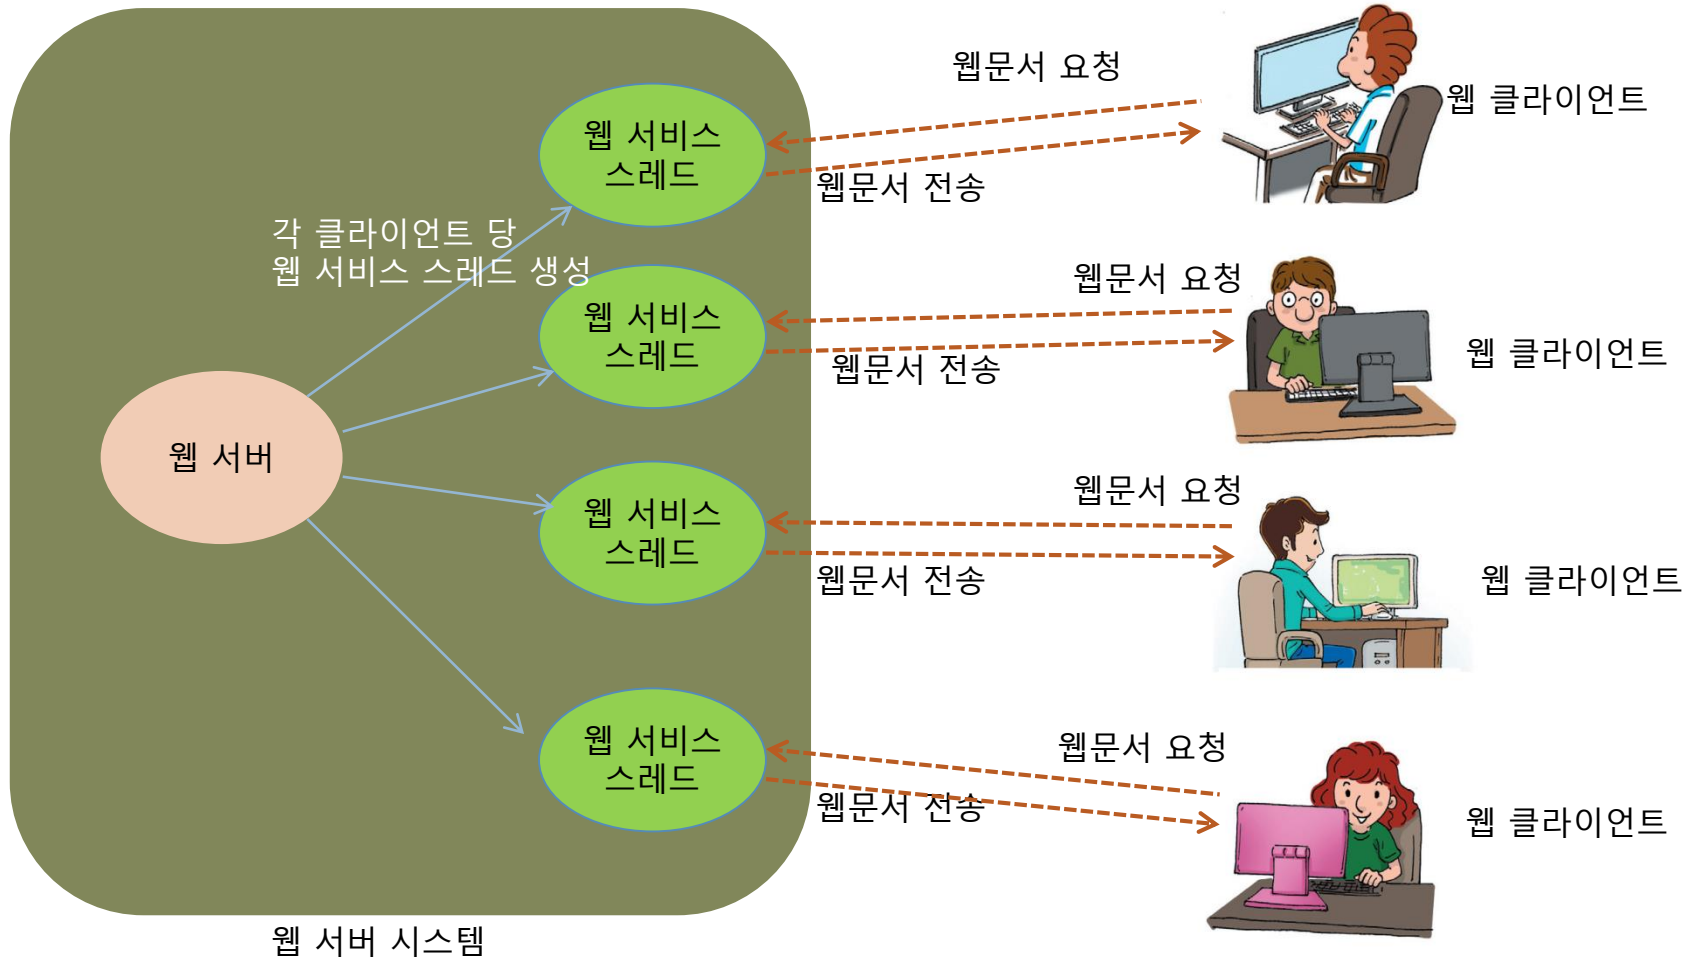 웹문서 요청
웹 클라이언트
웹 서비스
스레드
웹문서 전송
각 클라이언트 당
웹 서비스 스레드 생성
웹문서 요청
웹 서비스
스레드
웹 클라이언트
웹문서 전송
웹 서버
웹문서 요청
웹 서비스
스레드
웹문서 전송
웹 클라이언트
웹문서 요청
웹 서비스
스레드
웹문서 전송
웹 클라이언트
웹 서버 시스템